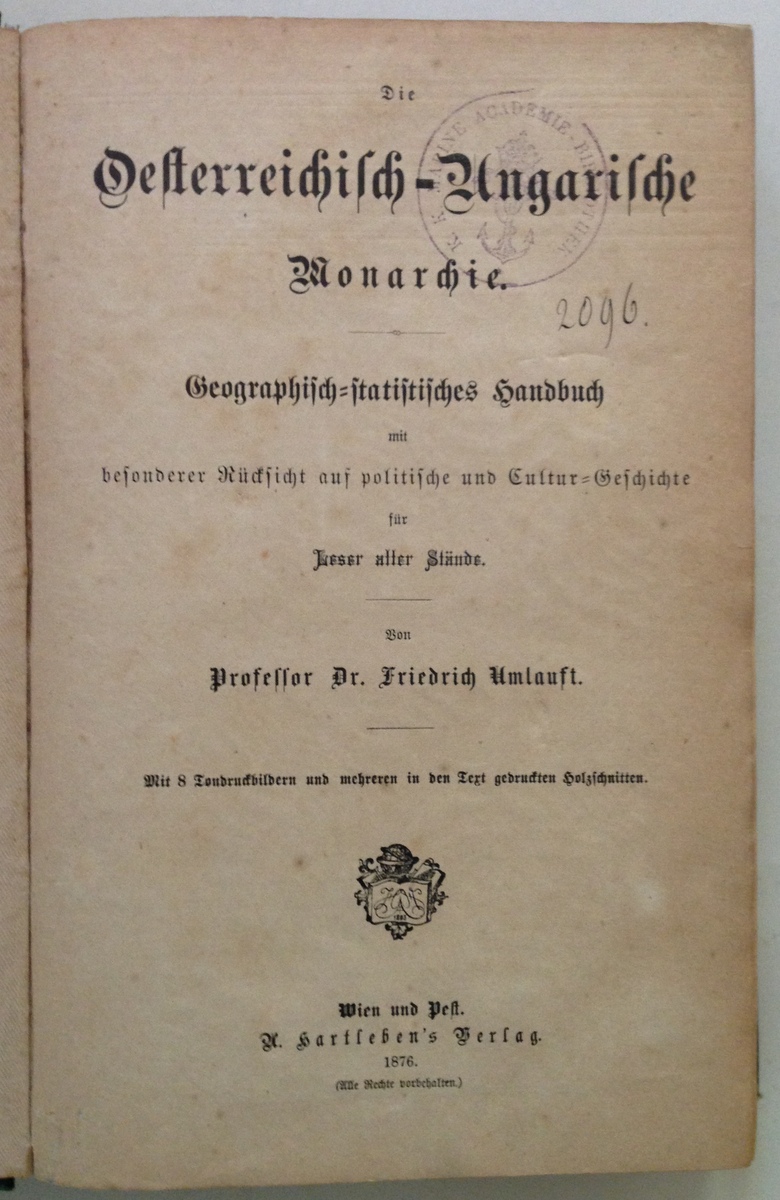 Die
Oesterreichisch-Ungarische
Monarchie.
2096.
Geographisch-statistisches Handbuch
mit
besonderer Rücksicht auf politische und Cultur-Geschichte
für
Leser aller Stände.
Von
Professor Dr. Friedrich Umlauft.
Mit 8 Tondruckbildern und mehreren in den Text gedruckten Holzschnitten.
Wien und Pest.
A. Hartleben's Verlag.
1876.
(Alle Rechte vorbehalten.)